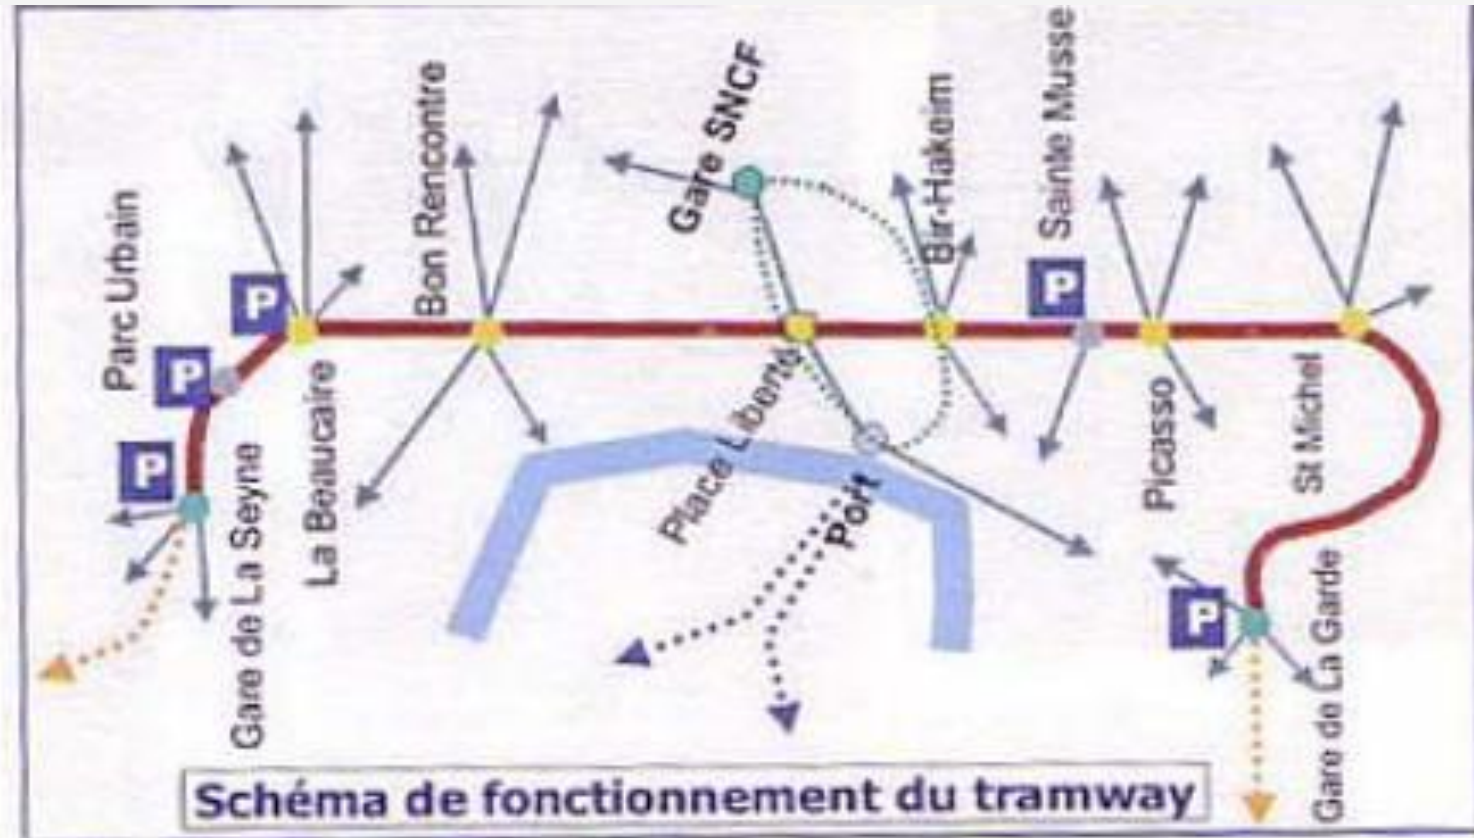 Parc Urbain
P
P
P
Gare de La Seyne
La Beaucaire
Bon Rencontre
Gare SNCF
Place Liberté
Port
Bir-Hakeim
Sainte Musse
P
Picasso
St Michel
P
Gare de La Garde
Schéma de fonctionnement du tramway